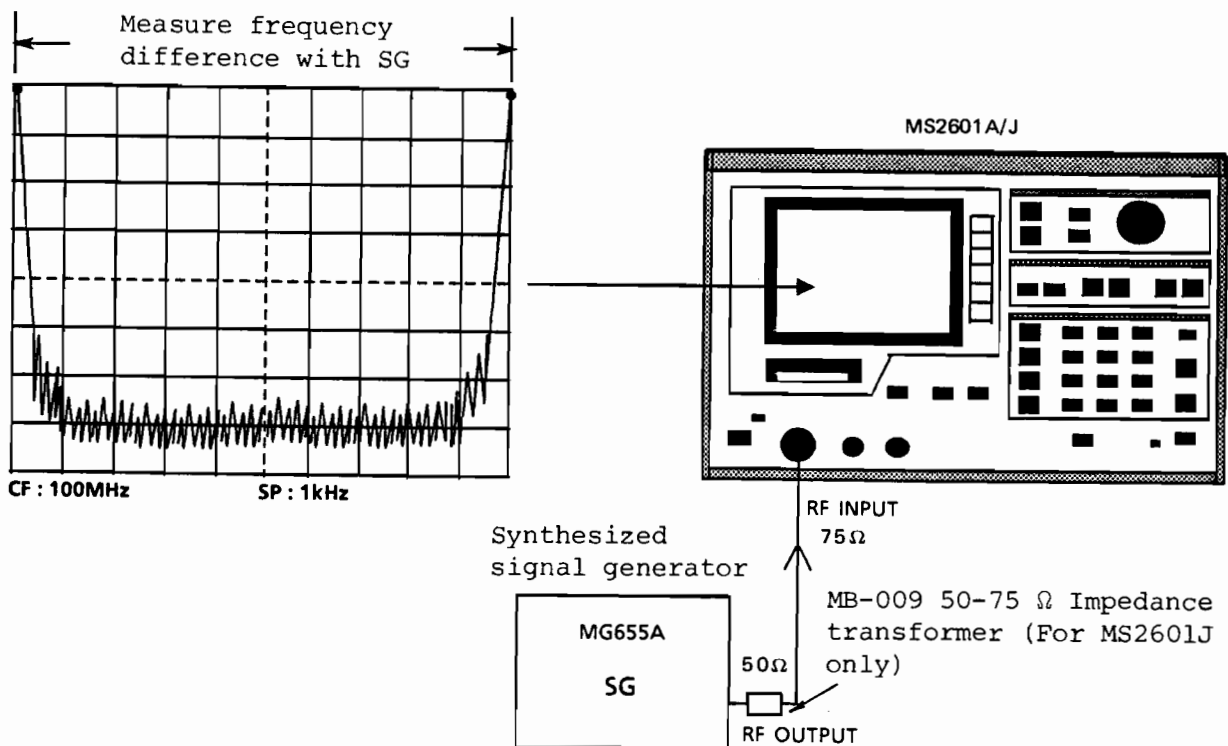 Measure frequency
difference with SG
CF : 100MHz
SP : 1kHz
MS2601A/J
RF INPUT
75Ω
Synthesized
signal generator
MG655A
SG
50Ω
RF OUTPUT
MB-009 50-75 Ω Impedance
transformer (For MS2601J
only)